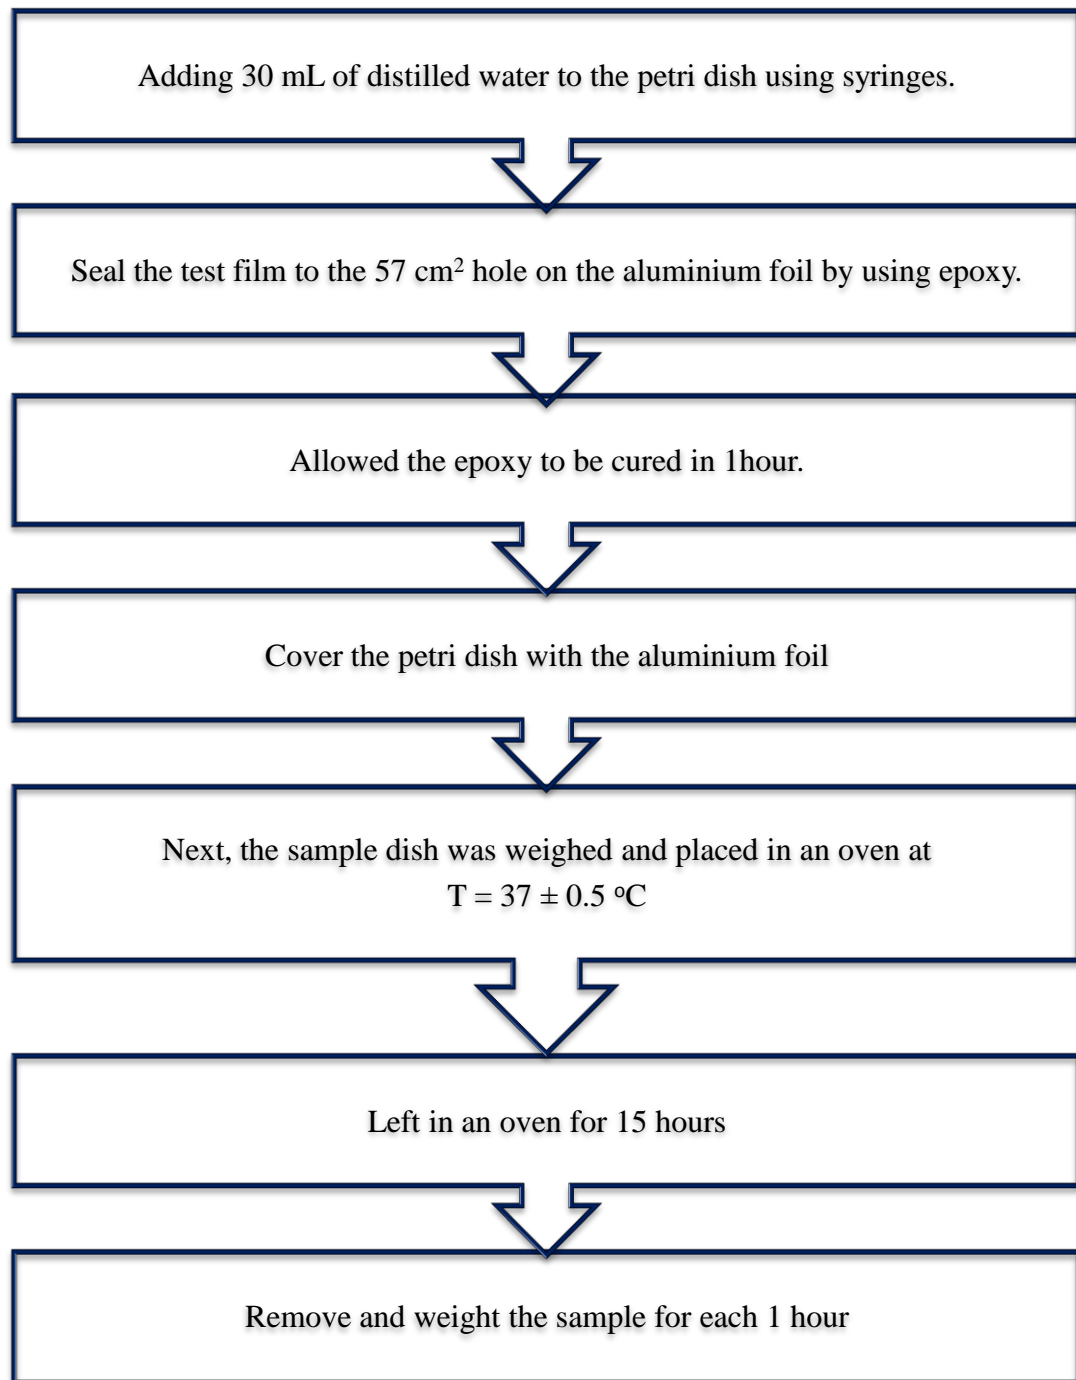 Adding 30 mL of distilled water to the petri dish using syringes.
Seal the test film to the 57 cm² hole on the aluminium foil by using epoxy.
Allowed the epoxy to be cured in 1hour.
Cover the petri dish with the aluminium foil
Next, the sample dish was weighed and placed in an oven at
T = 37 ± 0.5 ºC
Left in an oven for 15 hours
Remove and weight the sample for each 1 hour